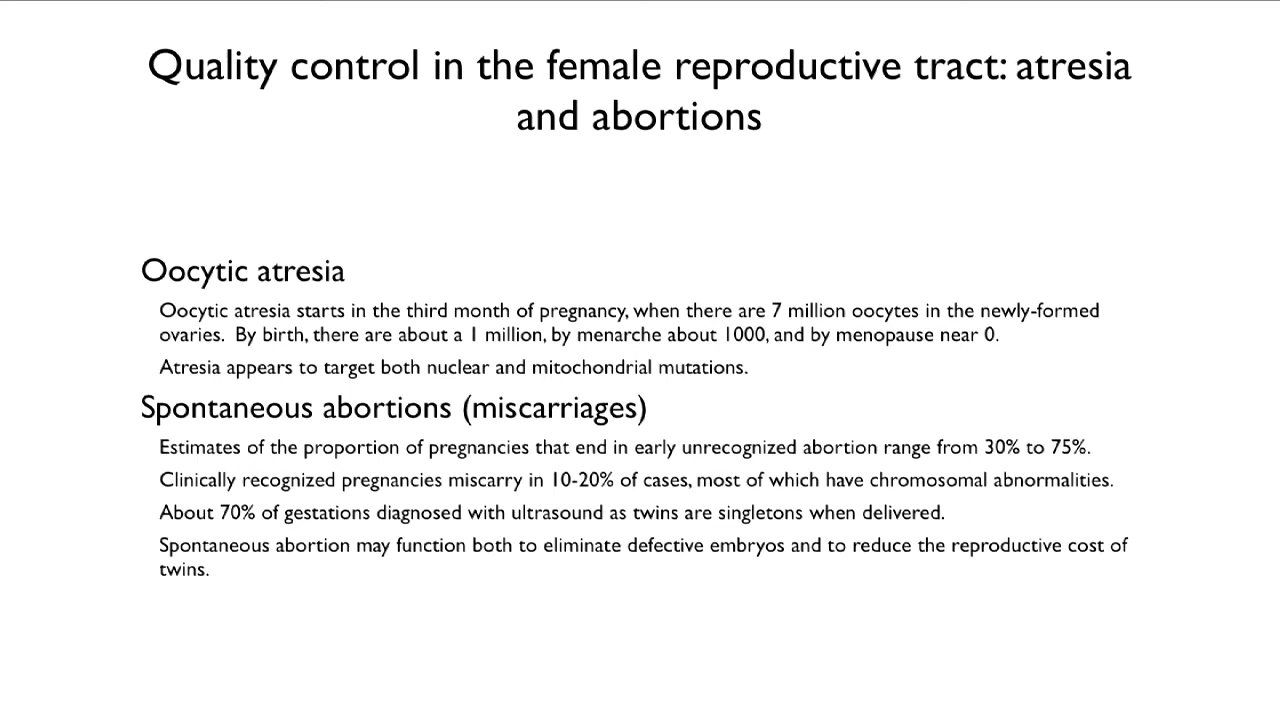 Quality control in the female reproductive tract: atresia
and abortions
Oocytic atresia
Oocytic atresia starts in the third month of pregnancy, when there are 7 million oocytes in the newly-formed
ovaries.  By birth, there are about a 1 million, by menarche about 1000, and by menopause near 0.
Atresia appears to target both nuclear and mitochondrial mutations.
Spontaneous abortions (miscarriages)
Estimates of the proportion of pregnancies that end in early unrecognized abortion range from 30% to 75%.
Clinically recognized pregnancies miscarry in 10-20% of cases, most of which have chromosomal abnormalities.
About 70% of gestations diagnosed with ultrasound as twins are singletons when delivered.
Spontaneous abortion may function both to eliminate defective embryos and to reduce the reproductive cost of
twins.